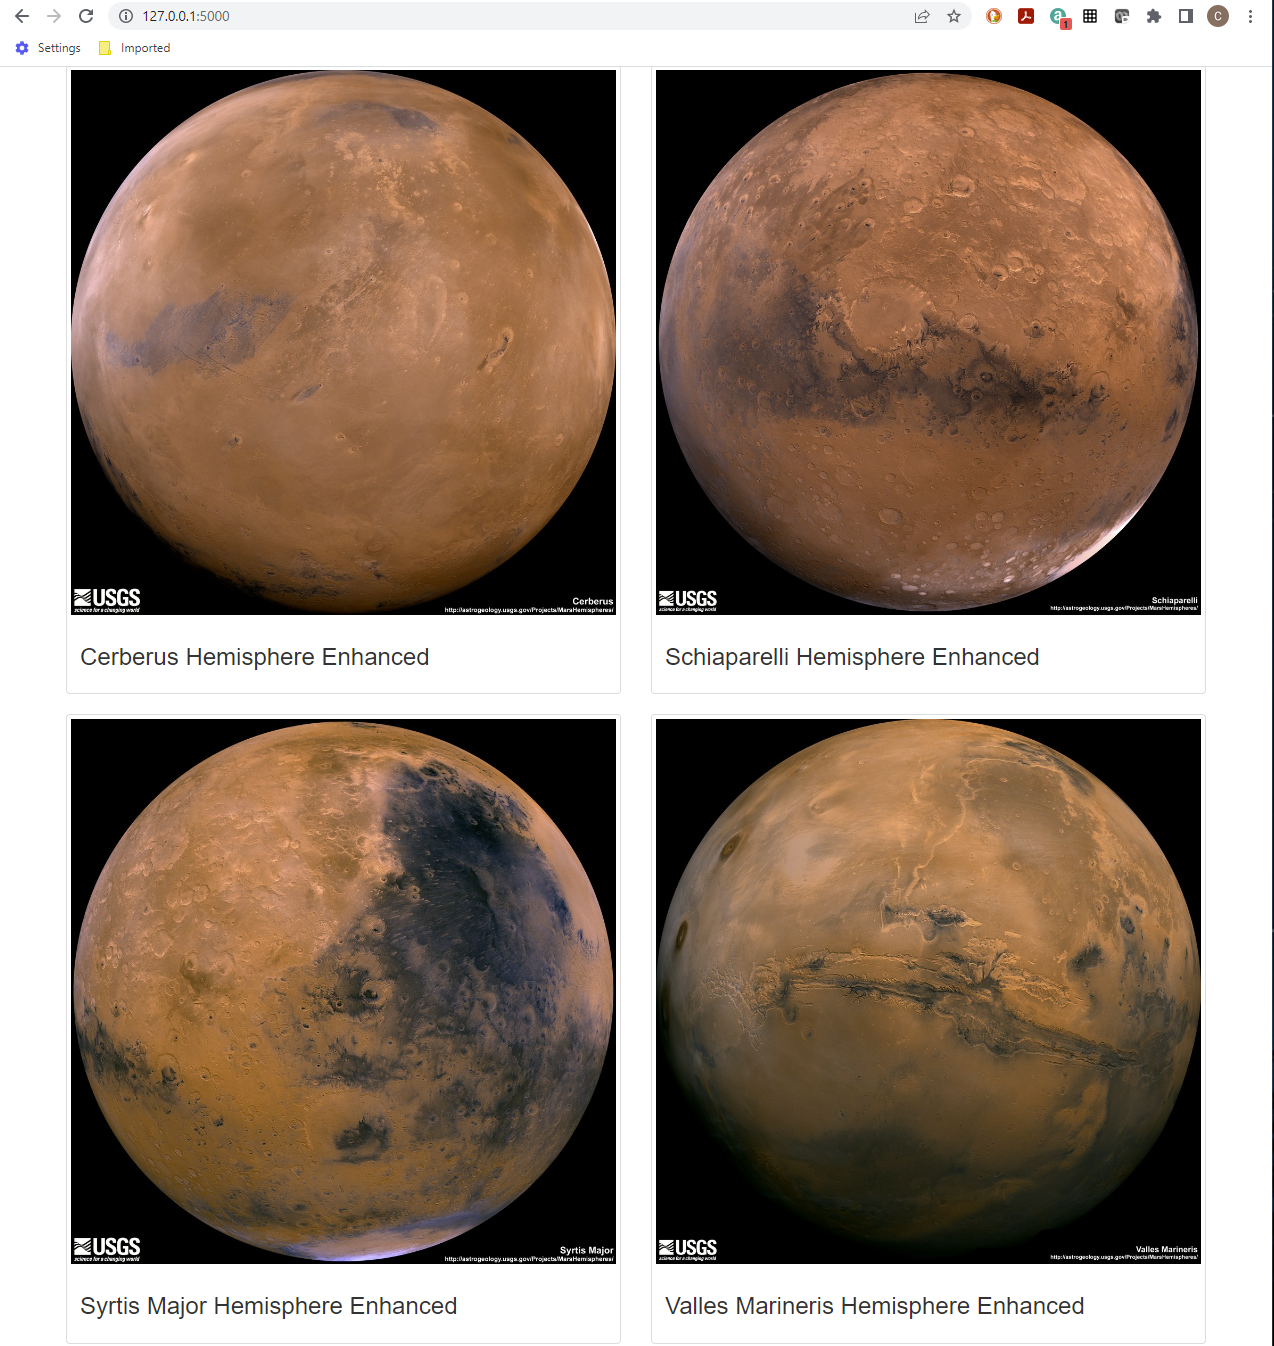 127.0.0.1:5000
1
C
Settings
Imported
USGS
science for a changing world
Cerberus
http://astrogeology.usgs.gov/Projects/MarsHemispheres/
USGS
science for a changing world
Schiaparelli
http://astrogeology.usgs.gov/Projects/MarsHemispheres/
Cerberus Hemisphere Enhanced
Schiaparelli Hemisphere Enhanced
USGS
science for a changing world
Syrtis Major
http://astrogeology.usgs.gov/Projects/MarsHemispheres/
USGS
science for a changing world
Valles Marineris
http://astrogeology.usgs.gov/Projects/MarsHemispheres/
Syrtis Major Hemisphere Enhanced
Valles Marineris Hemisphere Enhanced